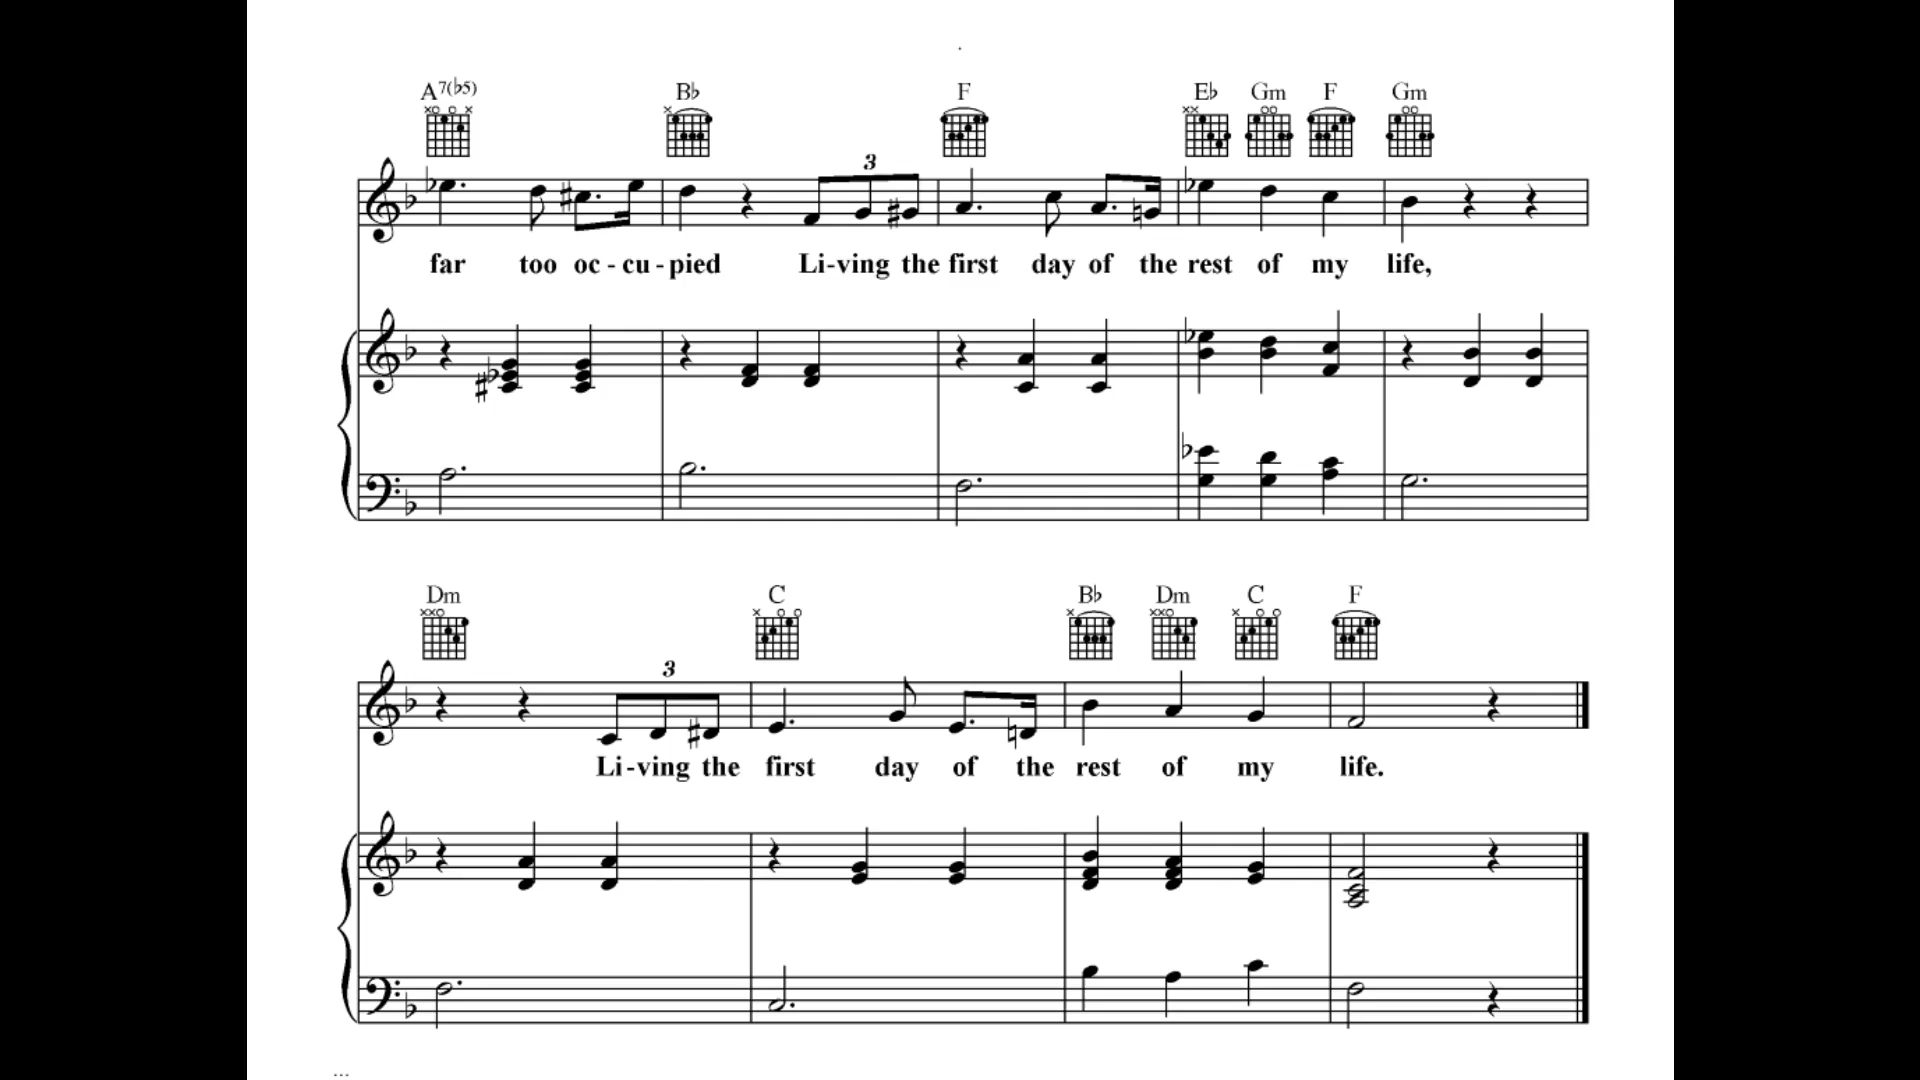 A7(♭5) B♭ F E♭ Gm F Gm
3
far too oc - cu - pied Li-ving the first day of the rest of my life,
Dm C B♭ Dm C F
3
Li-ving the first day of the rest of my life.
...